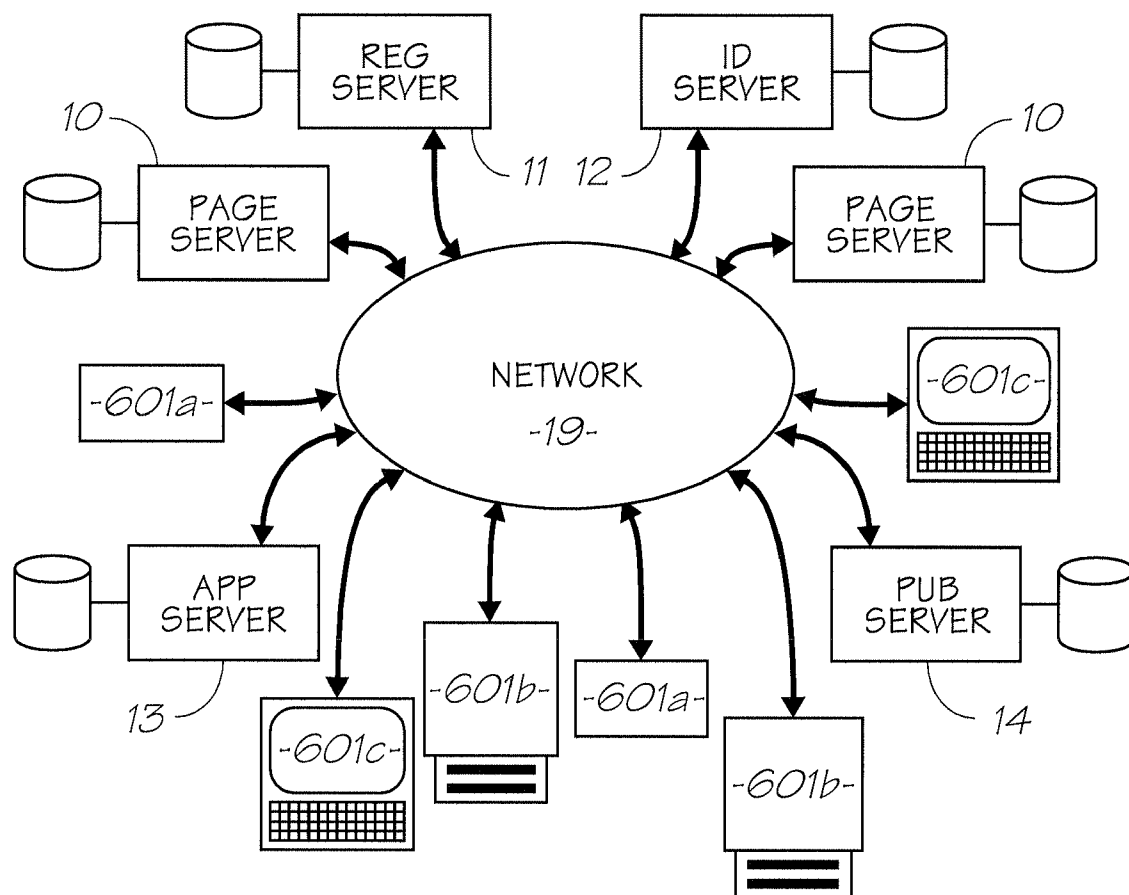 REG
SERVER
ID
SERVER
10
11
12
10
PAGE
SERVER
PAGE
SERVER
-601a-
NETWORK
-19-
-601c-
APP
SERVER
PUB
SERVER
13
-601b-
-601a-
14
-601c-
-601b-